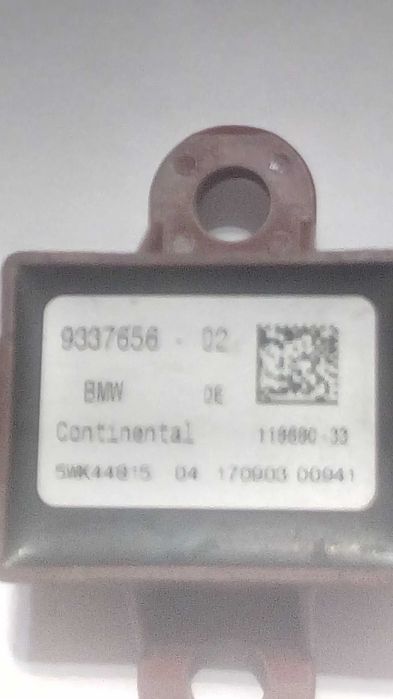 9337656 - 02
BMW DE
Continental 118680-33
5WK44815 04 170903 00941